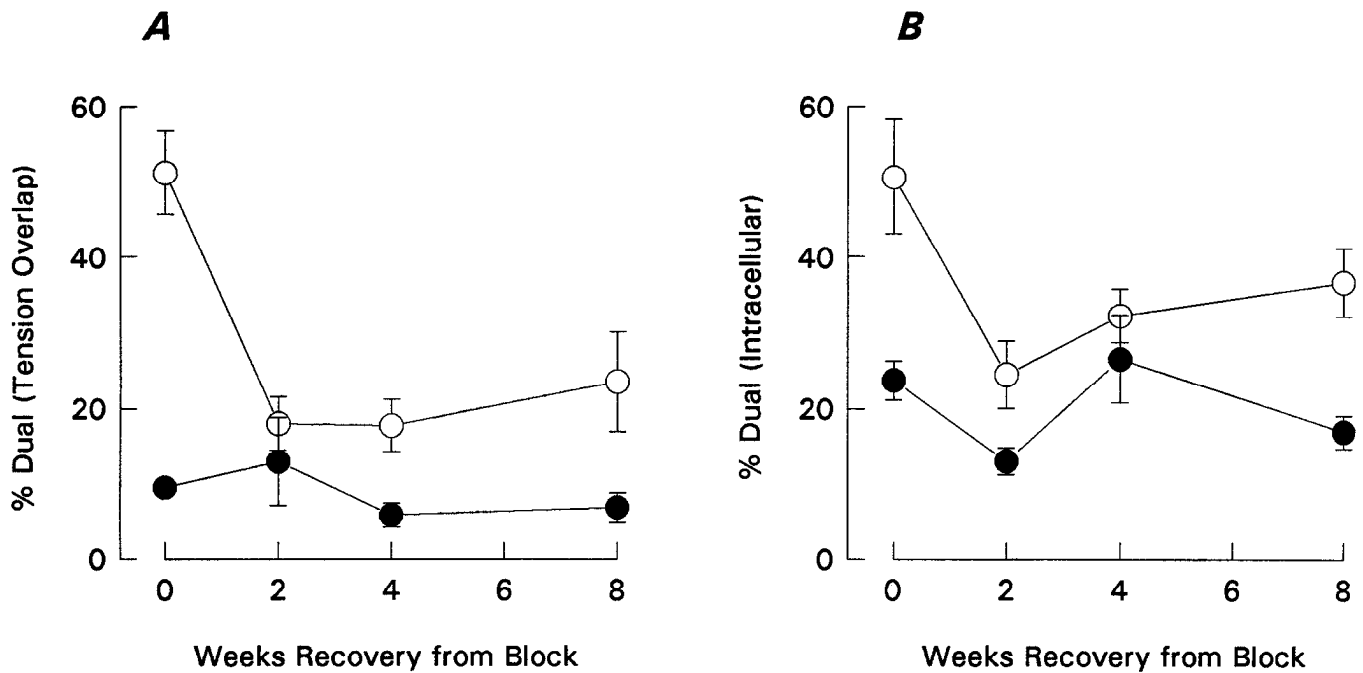 A
% Dual (Tension Overlap)
60
40
20
0
0 2 4 6 8
Weeks Recovery from Block
B
% Dual (Intracellular)
60
40
20
0
0 2 4 6 8
Weeks Recovery from Block